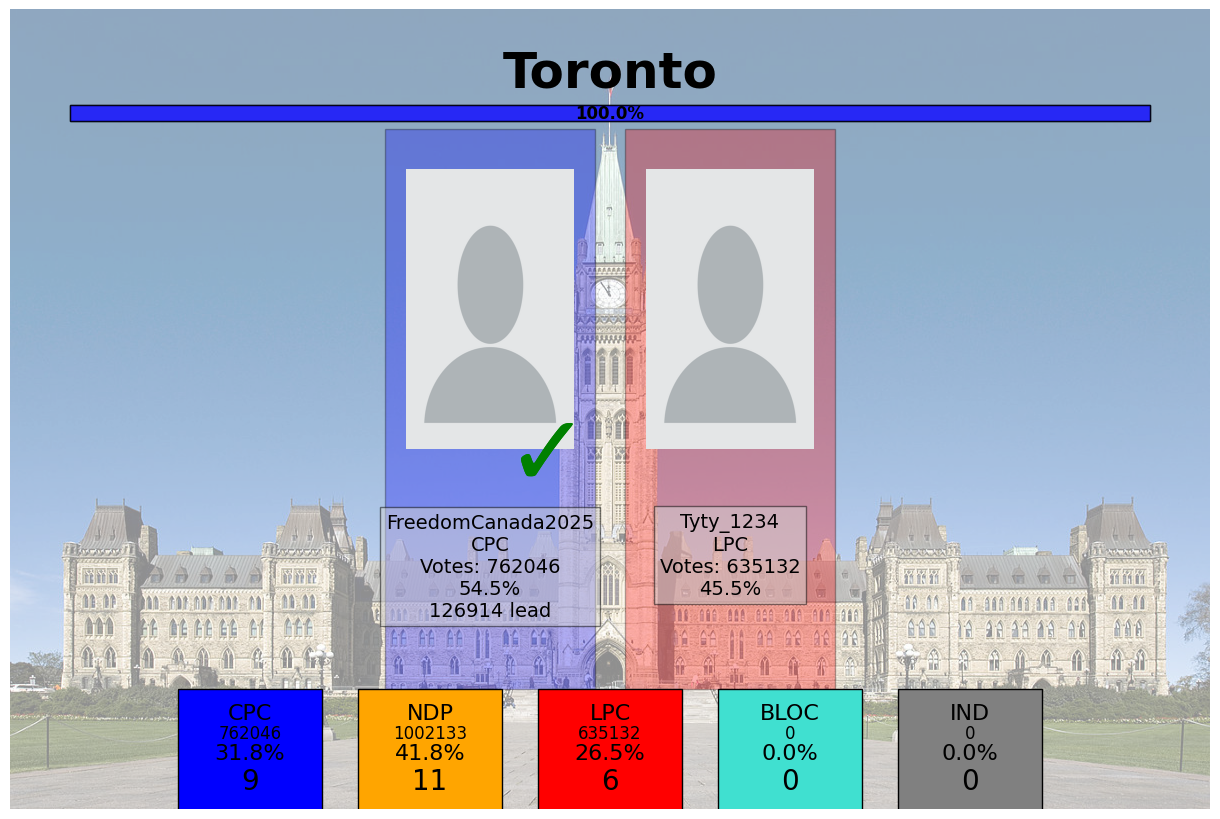 Toronto
100.0%
FreedomCanada2025
CPC
Votes: 762046
54.5%
126914 lead
Tyty_1234
LPC
Votes: 635132
45.5%
CPC
762046
31.8%
9
NDP
1002133
41.8%
11
LPC
635132
26.5%
6
BLOC
0
0.0%
0
IND
0
0.0%
0